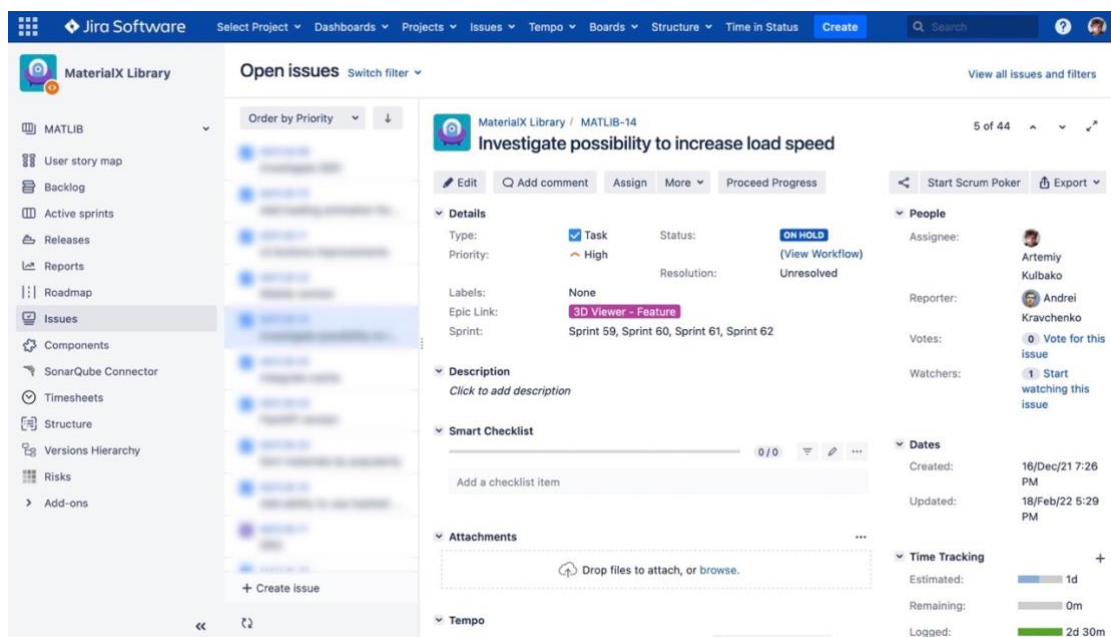 Jira Software
Select Project Dashboards Projects Issues Tempo Boards Structure Time in Status Create Search
MaterialX Library
MATLIB
User story map
Backlog
Active sprints
Releases
Reports
Roadmap
Issues
Components
SonarQube Connector
Timesheets
Structure
Versions Hierarchy
Risks
Add-ons
Open issues Switch filter
View all issues and filters
Order by Priority
+ Create issue
MaterialX Library / MATLIB-14
5 of 44
Investigate possibility to increase load speed
Edit Add comment Assign More Proceed Progress
Start Scrum Poker Export
Details
Type: Task Status: ON HOLD
Priority: High (View Workflow)
Resolution: Unresolved
Labels: None
Epic Link: 3D Viewer - Feature
Sprint: Sprint 59, Sprint 60, Sprint 61, Sprint 62
Description
Click to add description
Smart Checklist
0/0
Add a checklist item
Attachments
Drop files to attach, or browse.
Tempo
People
Assignee:
Artemiy
Kulbako
Reporter: Andrei
Kravchenko
Votes: 0 Vote for this
issue
Watchers: 1 Start
watching this
issue
Dates
Created: 16/Dec/21 7:26
PM
Updated: 18/Feb/22 5:29
PM
Time Tracking
Estimated: 1d
Remaining: 0m
Logged: 2d 30m